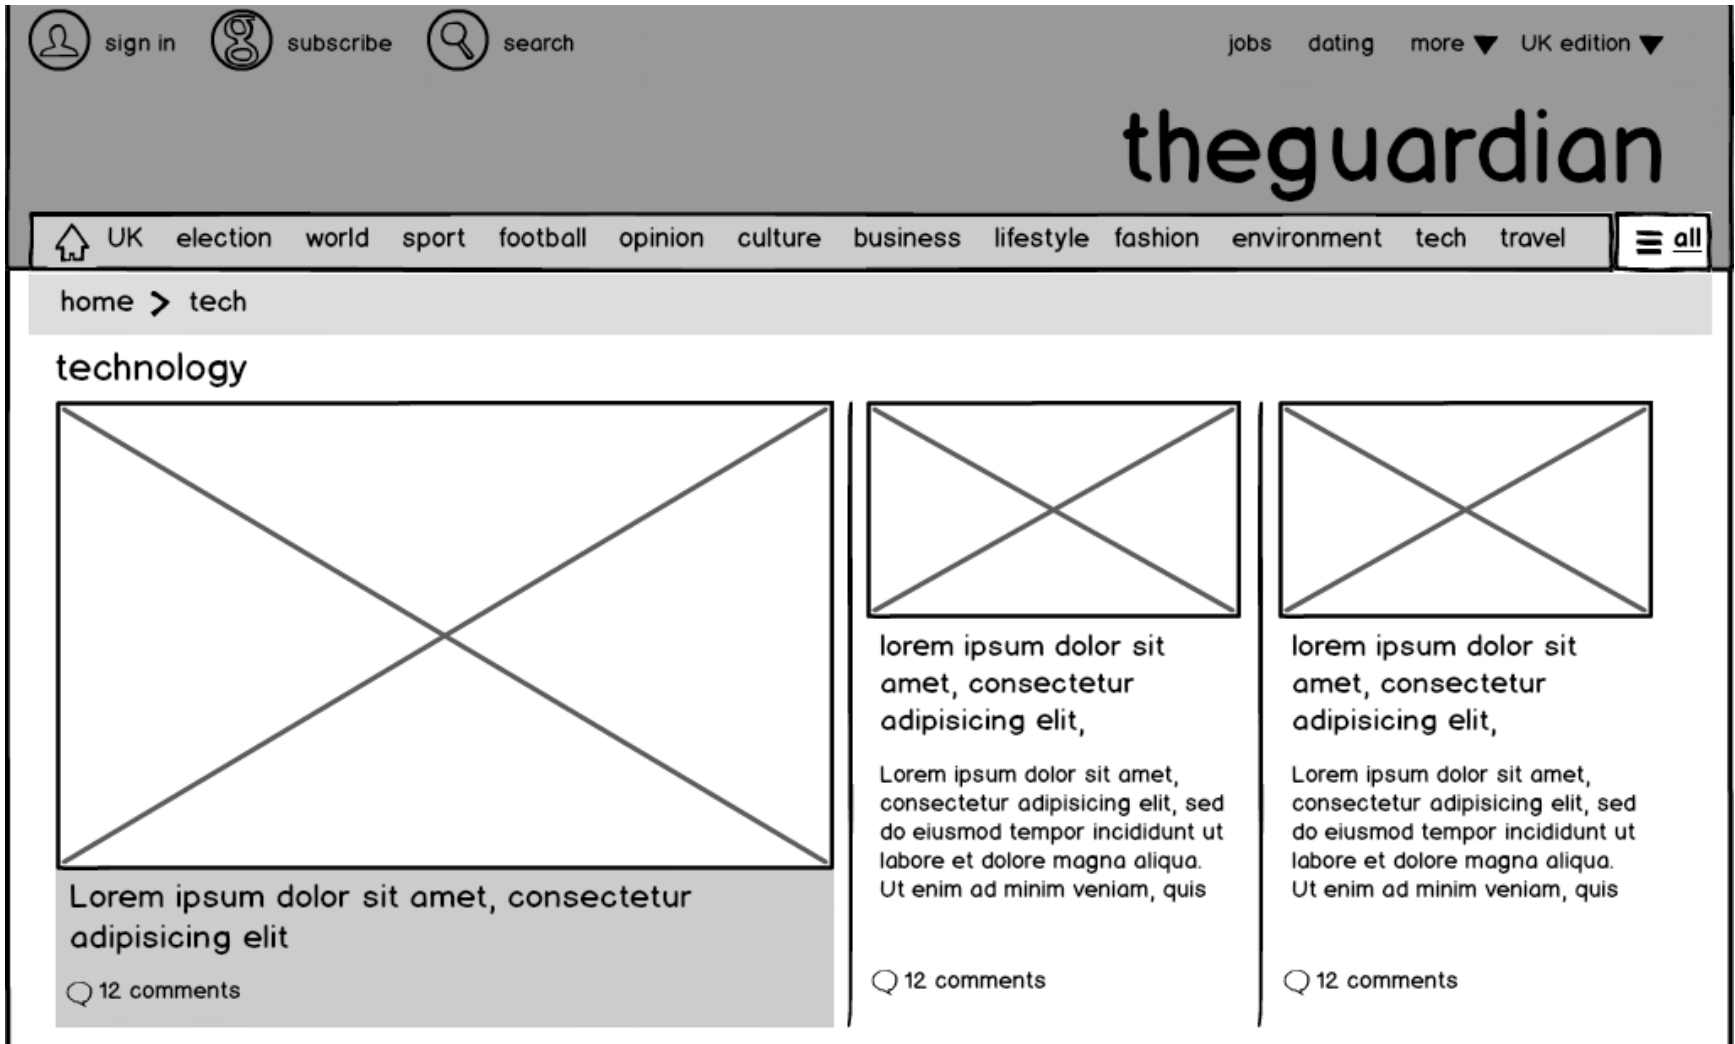 sign in subscribe search jobs dating more UK edition
theguardian
UK election world sport football opinion culture business lifestyle fashion environment tech travel all
home > tech
technology
Lorem ipsum dolor sit amet, consectetur
adipisicing elit
12 comments
lorem ipsum dolor sit
amet, consectetur
adipisicing elit,
Lorem ipsum dolor sit amet,
consectetur adipisicing elit, sed
do eiusmod tempor incididunt ut
labore et dolore magna aliqua.
Ut enim ad minim veniam, quis
12 comments
lorem ipsum dolor sit
amet, consectetur
adipisicing elit,
Lorem ipsum dolor sit amet,
consectetur adipisicing elit, sed
do eiusmod tempor incididunt ut
labore et dolore magna aliqua.
Ut enim ad minim veniam, quis
12 comments